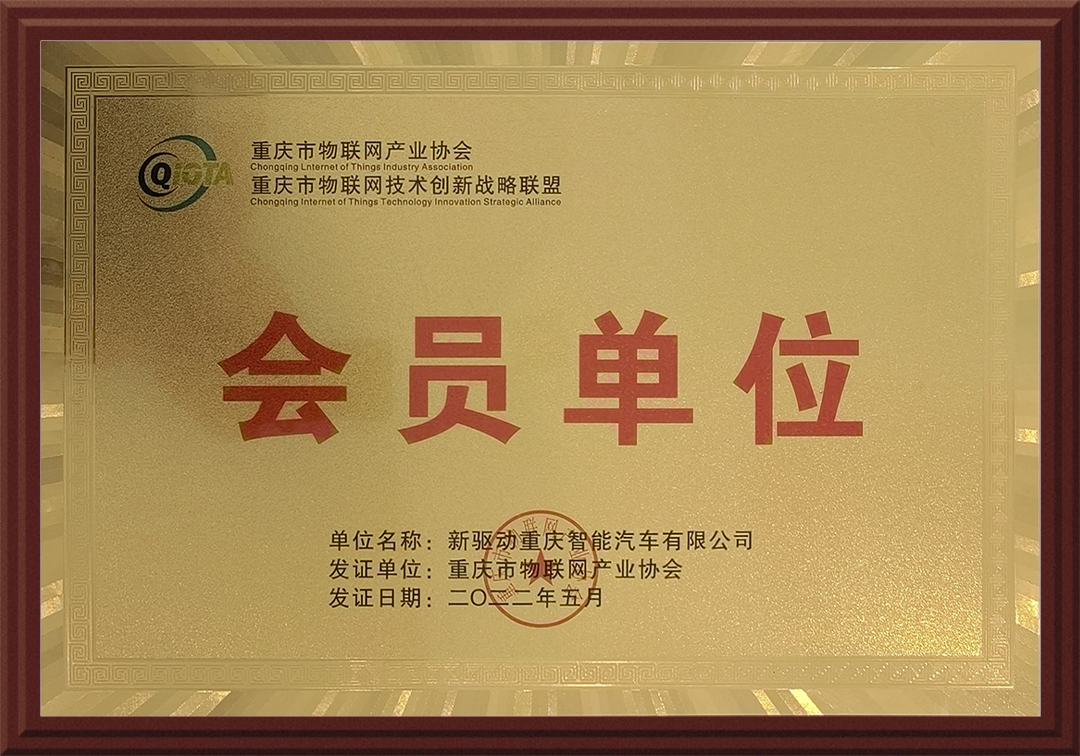 QIOTA
重庆市物联网产业协会
Chongqing Lnternet of Things Industry Association
重庆市物联网技术创新战略联盟
Chongqing Internet of Things Technology Innovation Strategic Alliance
会员单位
单位名称：新驱动重庆智能汽车有限公司
发证单位：重庆市物联网产业协会
发证日期：二〇二二年五月